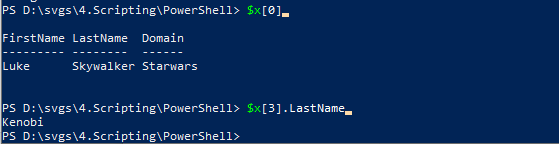 PS D:\svgs\4.Scripting\PowerShell> $x[0]
FirstName LastName Domain
--------- -------- ------
Luke Skywalker Starwars
PS D:\svgs\4.Scripting\PowerShell> $x[3].LastName
Kenobi
PS D:\svgs\4.Scripting\PowerShell>